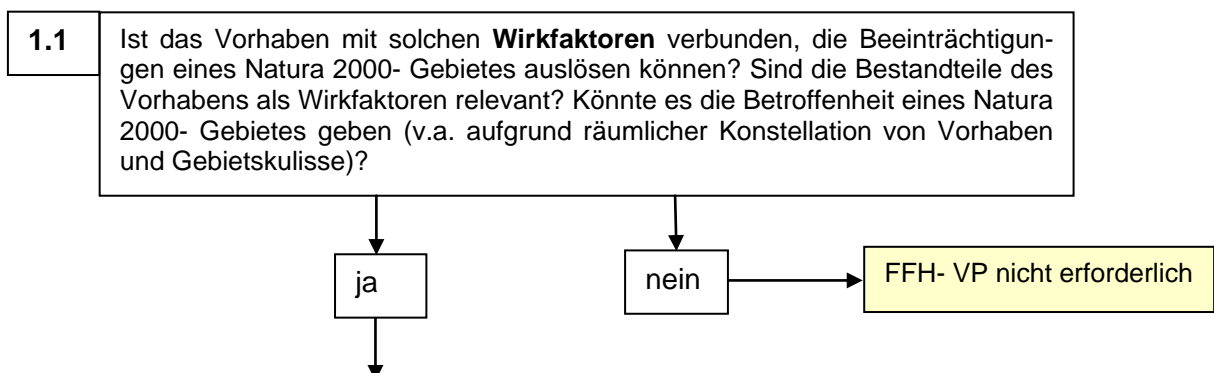 1.1
Ist das Vorhaben mit solchen Wirkfaktoren verbunden, die Beeinträchtigun-
gen eines Natura 2000- Gebietes auslösen können? Sind die Bestandteile des
Vorhabens als Wirkfaktoren relevant? Könnte es die Betroffenheit eines Natura
2000- Gebietes geben (v.a. aufgrund räumlicher Konstellation von Vorhaben
und Gebietskulisse)?
ja
nein
FFH- VP nicht erforderlich